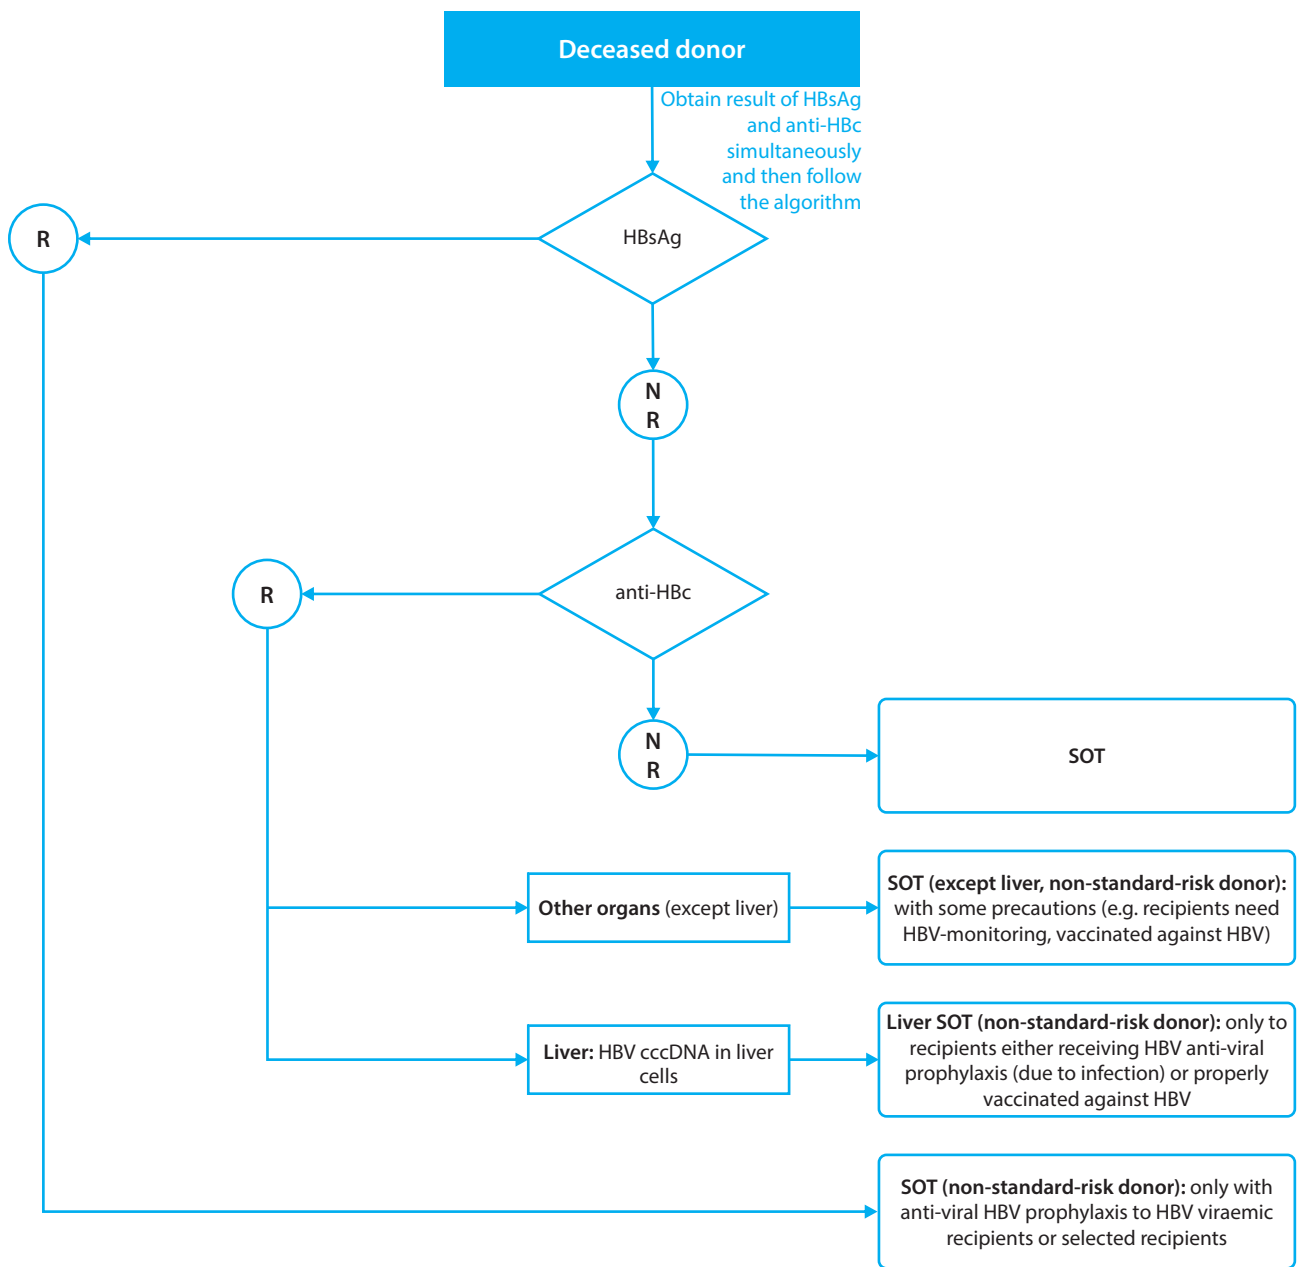 Deceased donor
Obtain result of HBsAg
and anti-HBc
simultaneously
and then follow
the algorithm
HBsAg
R
N
R
anti-HBc
R
N
R
SOT
Other organs (except liver)
SOT (except liver, non-standard-risk donor):
with some precautions (e.g. recipients need
HBV-monitoring, vaccinated against HBV)
Liver: HBV cccDNA in liver
cells
Liver SOT (non-standard-risk donor): only to
recipients either receiving HBV anti-viral
prophylaxis (due to infection) or properly
vaccinated against HBV
SOT (non-standard-risk donor): only with
anti-viral HBV prophylaxis to HBV viraemic
recipients or selected recipients